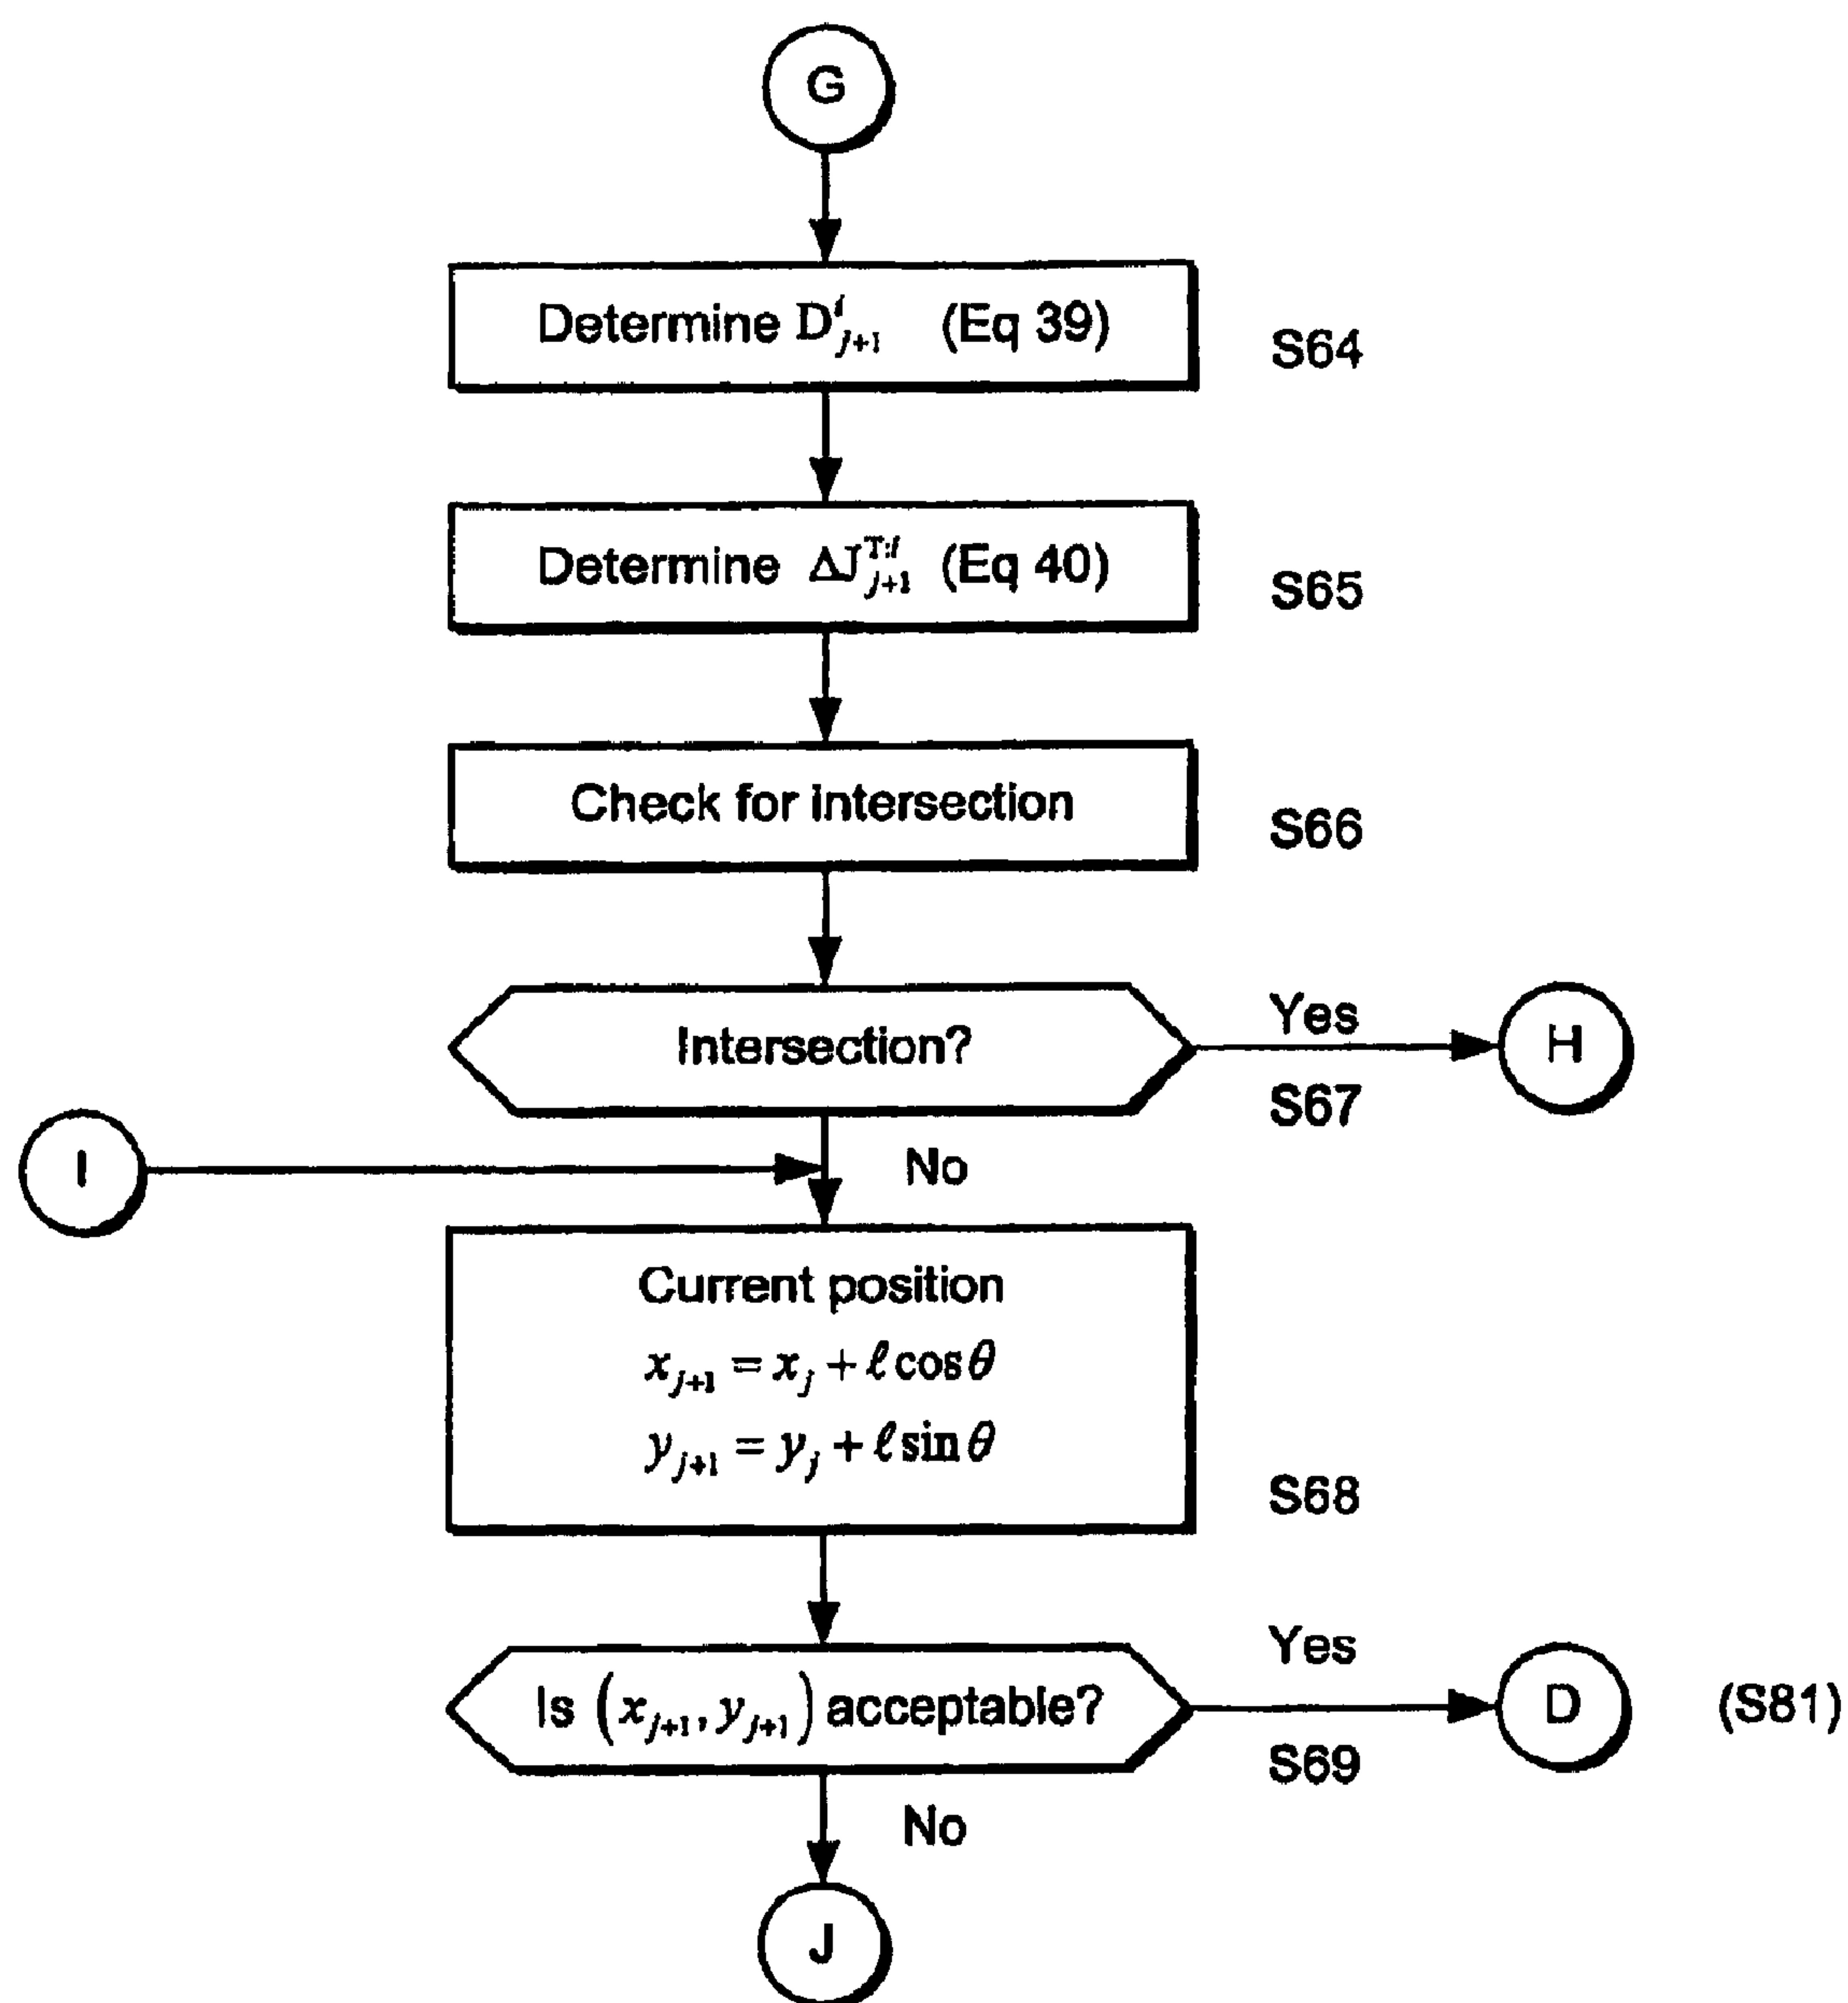 G
Determine D^ℓ_{j+1} (Eq 39)
S64
Determine ΔJ^{T:ℓ}_{j+1} (Eq 40)
S65
Check for intersection
S66
Intersection?
Yes
H
S67
I
No
Current position
x_{j+1} = x_j + ℓ cos θ
y_{j+1} = y_j + ℓ sin θ
S68
Is (x_{j+1}, y_{j+1}) acceptable?
Yes
D
(S81)
S69
No
J